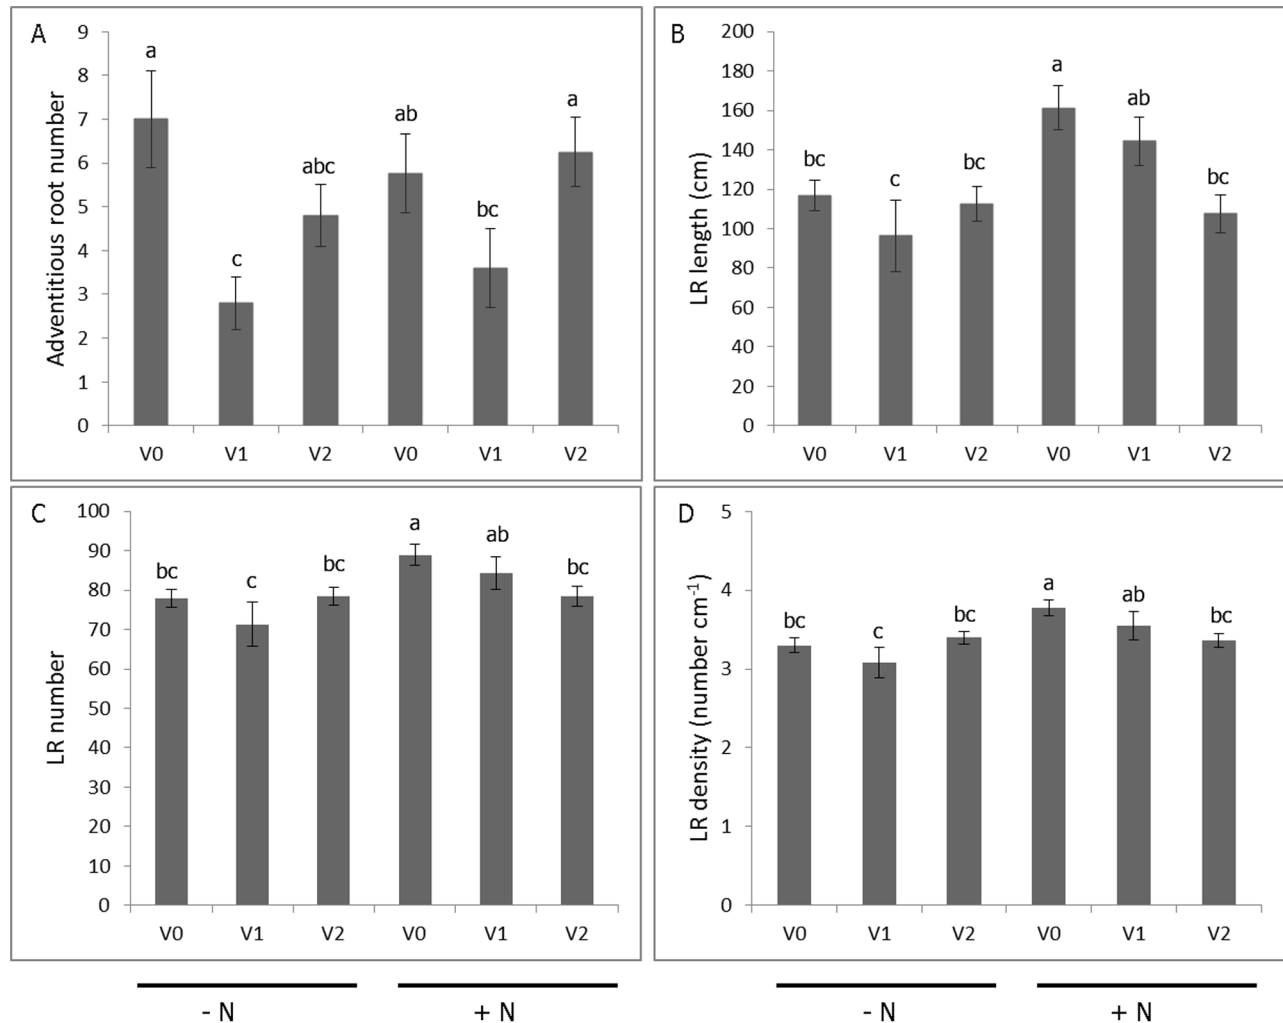 A
Adventitious root number
9
8
7
6
5
4
3
2
1
0
a
c
abc
ab
bc
a
V0 V1 V2 V0 V1 V2
B
LR length (cm)
200
180
160
140
120
100
80
60
40
20
0
bc
c
bc
a
ab
bc
V0 V1 V2 V0 V1 V2
C
LR number
100
90
80
70
60
50
40
30
20
10
0
bc
c
bc
a
ab
bc
V0 V1 V2 V0 V1 V2
- N + N
D
LR density (number cm⁻¹)
5
4
3
2
1
0
bc
c
bc
a
ab
bc
V0 V1 V2 V0 V1 V2
- N + N